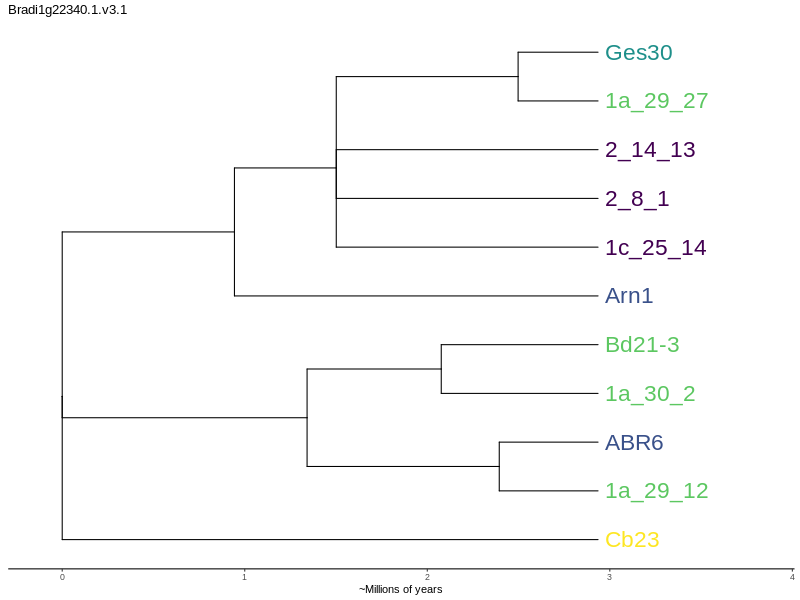 Bradi1g22340.1.v3.1
Ges30
1a_29_27
2_14_13
2_8_1
1c_25_14
Arn1
Bd21-3
1a_30_2
ABR6
1a_29_12
Cb23
0 1 2 3 4
~Millions of years